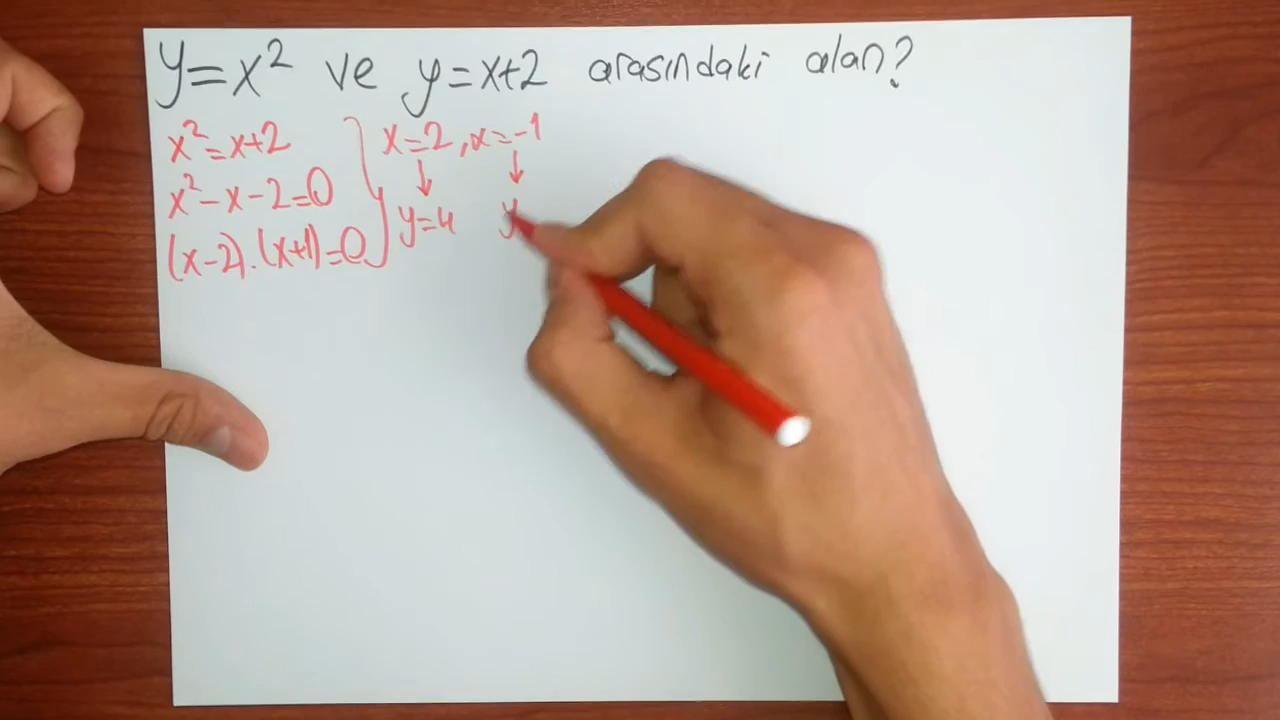 y=x² ve y=x+2 arasındaki alan?
x²=x+2
x²-x-2=0
(x-2).(x+1)=0
x=2, x=-1
y=4 y